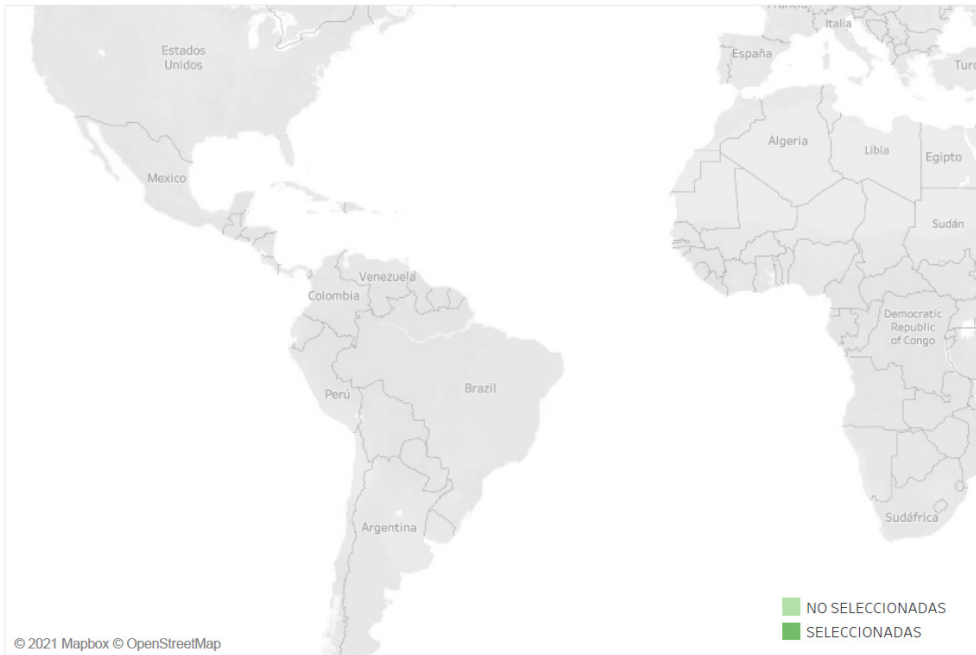 Francia
Italia
España
Estados
Unidos
Algeria
Libia
Egipto
Mexico
Sudán
Venezuela
Colombia
Democratic
Republic
of Congo
Perú
Brazil
Sudáfrica
Argentina
NO SELECCIONADAS
SELECCIONADAS
© 2021 Mapbox © OpenStreetMap